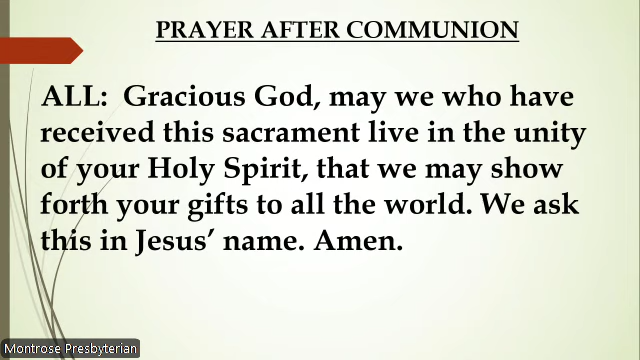 PRAYER AFTER COMMUNION
ALL:  Gracious God, may we who have
received this sacrament live in the unity
of your Holy Spirit, that we may show
forth your gifts to all the world. We ask
this in Jesus’ name. Amen.
Montrose Presbyterian